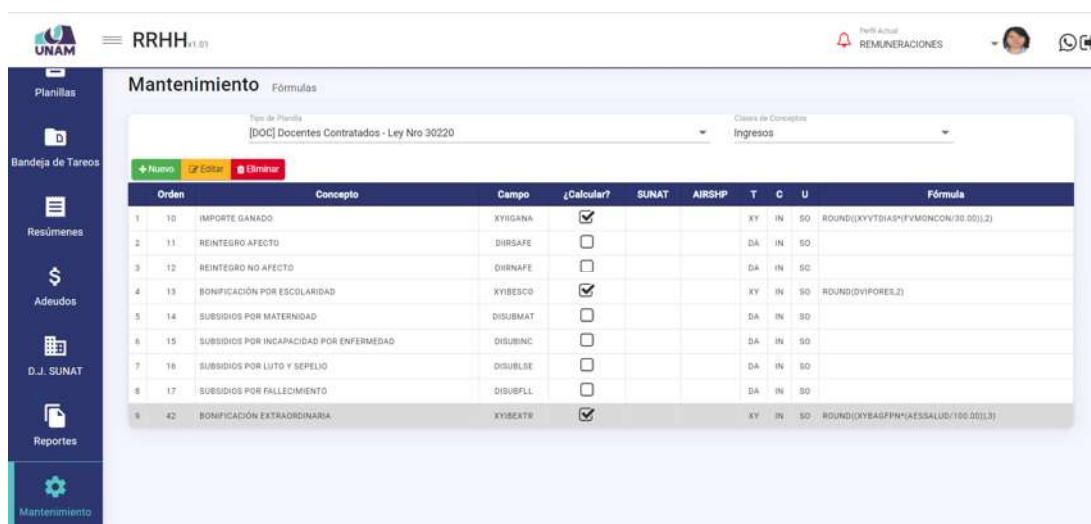 UNAM
RRHH v1.01
Perfil Actual
REMUNERACIONES
Planillas
Bandeja de Tareos
Resúmenes
Adeudos
D.J. SUNAT
Reportes
Mantenimiento
Mantenimiento Fórmulas
Tipo de Planilla
[DOC] Docentes Contratados - Ley Nro 30220
Clases de Conceptos
Ingresos
+Nuevo Editar Eliminar
Orden Concepto Campo ¿Calcular? SUNAT AIRSHP T C U Fórmula
1 10 IMPORTE GANADO XYIIGANA XY IN SO ROUND((XYVTDIAS*(FVMONCON/30.00)),2)
2 11 REINTEGRO AFECTO DIIRSAFE DA IN SO
3 12 REINTEGRO NO AFECTO DIIRNAFE DA IN SO
4 13 BONIFICACIÓN POR ESCOLARIDAD XYIBESCO XY IN SO ROUND(DVIPORES,2)
5 14 SUBSIDIOS POR MATERNIDAD DISUBMAT DA IN SO
6 15 SUBSIDIOS POR INCAPACIDAD POR ENFERMEDAD DISUBINC DA IN SO
7 16 SUBSIDIOS POR LUTO Y SEPELIO DISUBLSE DA IN SO
8 17 SUBSIDIOS POR FALLECIMIENTO DISUBFLL DA IN SO
9 42 BONIFICACIÓN EXTRAORDINARIA XYIBEXTR XY IN SO ROUND((XYBAGFPN*(AESSALUD/100.00)),3)